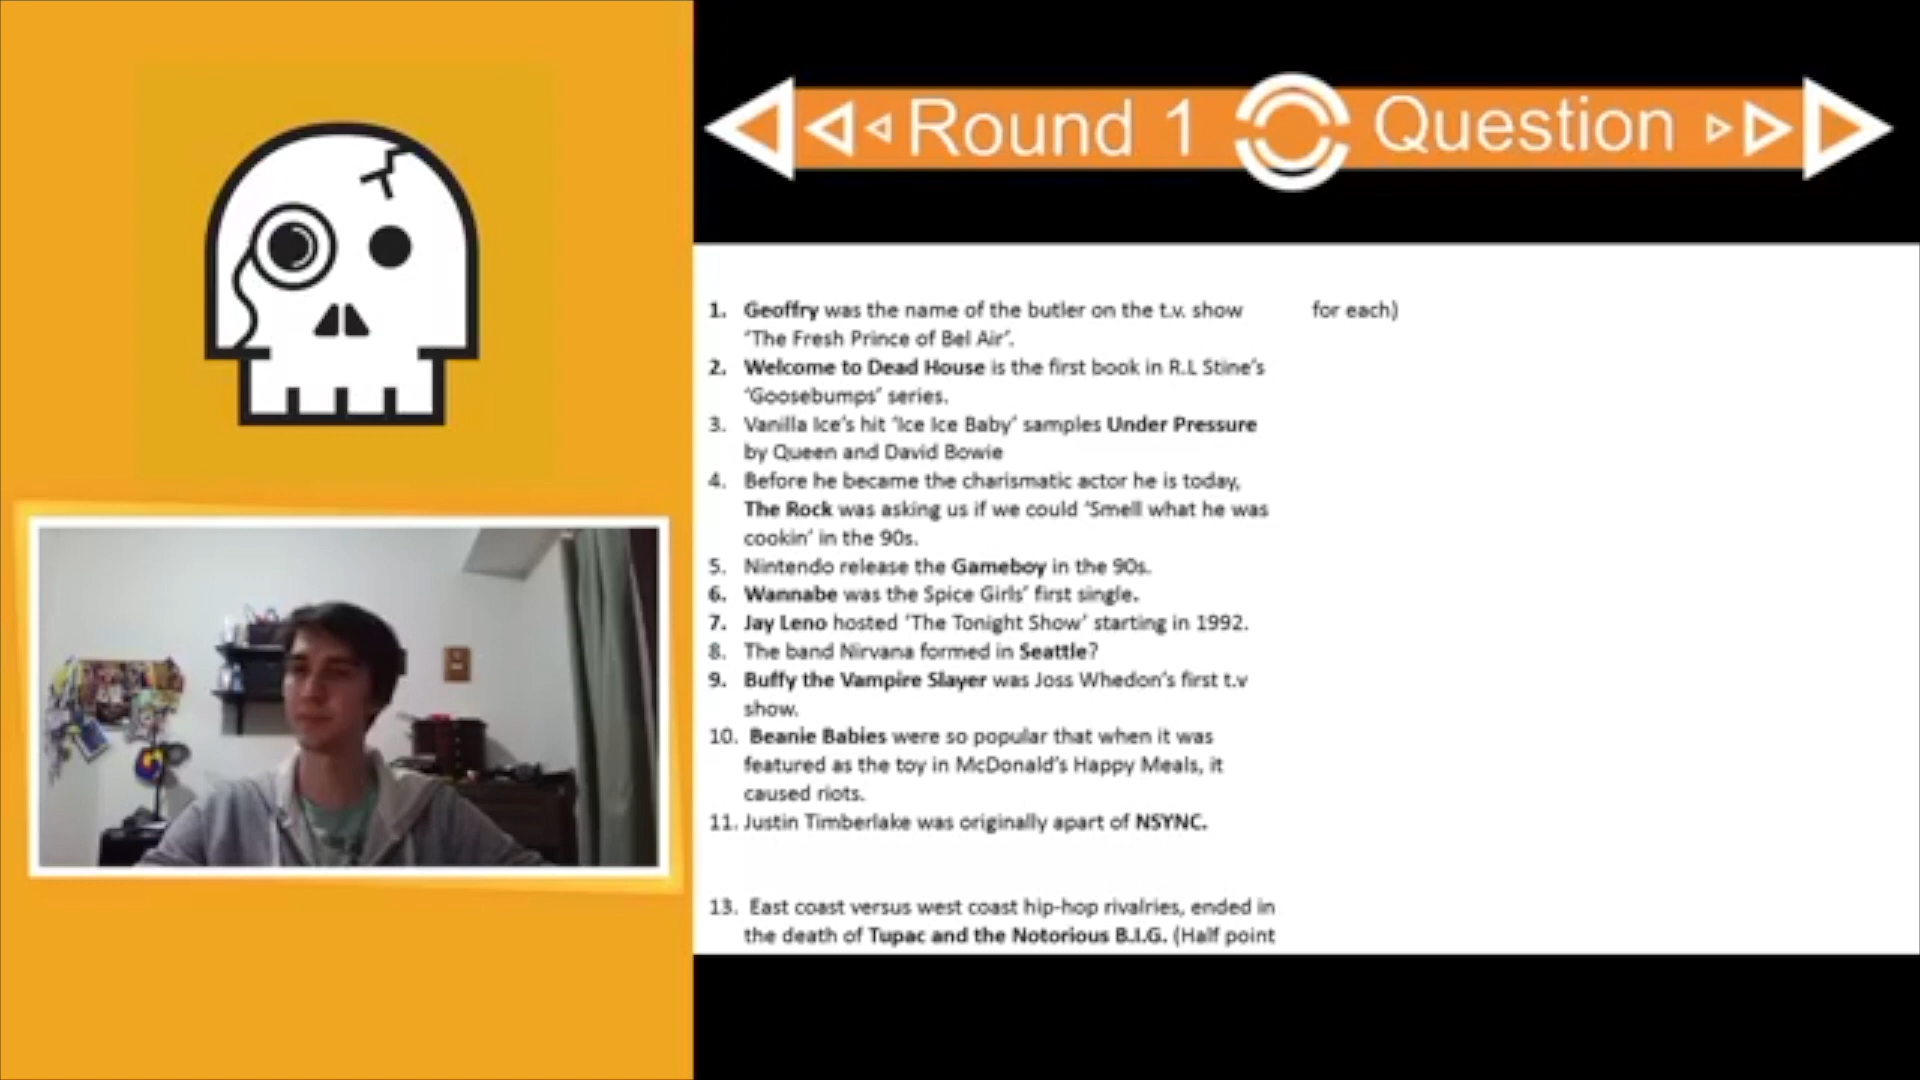 Round 1 Question
1. Geoffry was the name of the butler on the t.v. show
'The Fresh Prince of Bel Air'.
2. Welcome to Dead House is the first book in R.L Stine's
'Goosebumps' series.
3. Vanilla Ice's hit 'Ice Ice Baby' samples Under Pressure
by Queen and David Bowie
4. Before he became the charismatic actor he is today,
The Rock was asking us if we could 'Smell what he was
cookin' in the 90s.
5. Nintendo release the Gameboy in the 90s.
6. Wannabe was the Spice Girls' first single.
7. Jay Leno hosted 'The Tonight Show' starting in 1992.
8. The band Nirvana formed in Seattle?
9. Buffy the Vampire Slayer was Joss Whedon's first t.v
show.
10. Beanie Babies were so popular that when it was
featured as the toy in McDonald's Happy Meals, it
caused riots.
11. Justin Timberlake was originally apart of NSYNC.
13. East coast versus west coast hip-hop rivalries, ended in
the death of Tupac and the Notorious B.I.G. (Half point
for each)